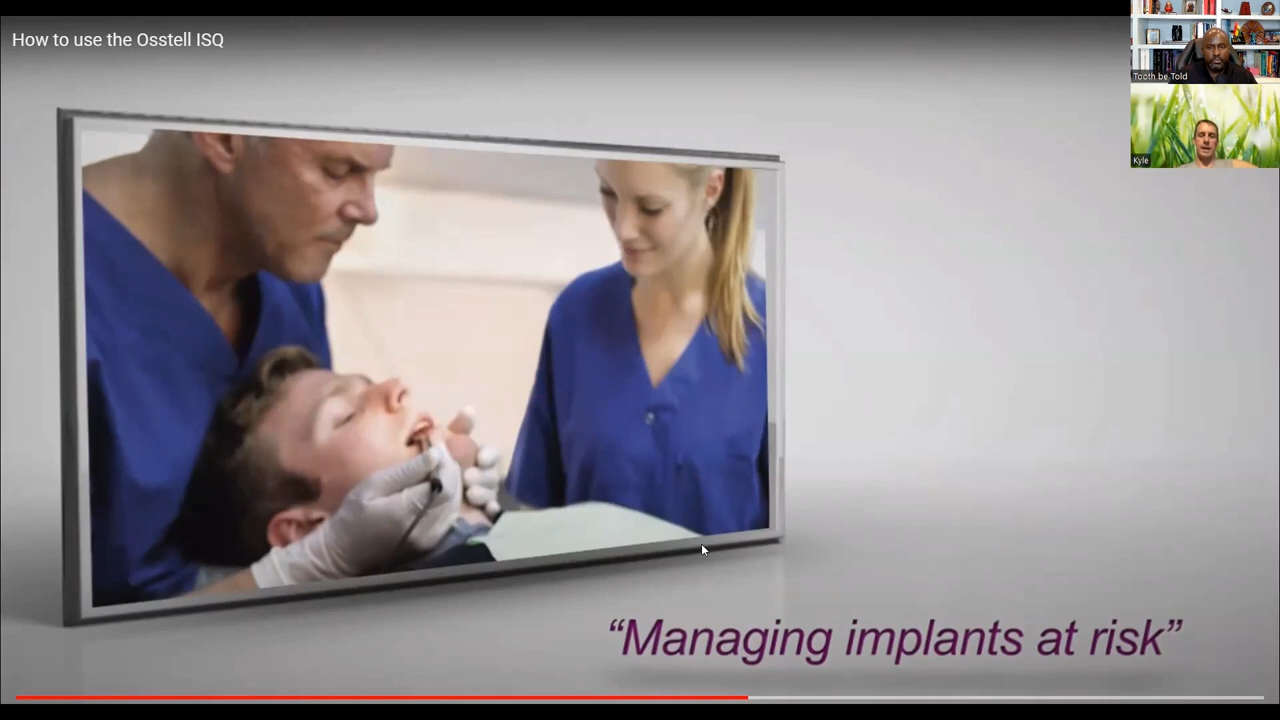 How to use the Osstell ISQ
Tooth be Told
Kyle
“Managing implants at risk”